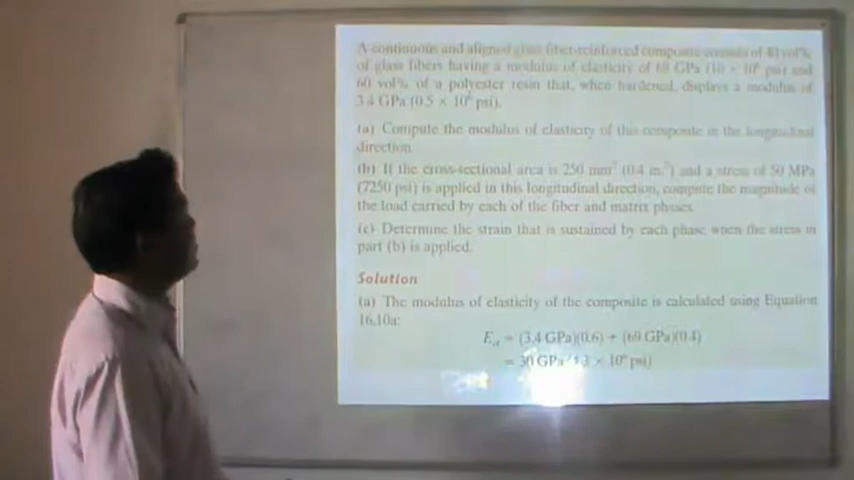 A continuous and aligned glass fiber-reinforced composite consists of 40 vol%
of glass fibers having a modulus of elasticity of 69 GPa (10 × 10⁶ psi) and
60 vol% of a polyester resin that, when hardened, displays a modulus of
3.4 GPa (0.5 × 10⁶ psi).
(a) Compute the modulus of elasticity of this composite in the longitudinal
direction.
(b) If the cross-sectional area is 250 mm² (0.4 in.²) and a stress of 50 MPa
(7250 psi) is applied in this longitudinal direction, compute the magnitude of
the load carried by each of the fiber and matrix phases.
(c) Determine the strain that is sustained by each phase when the stress in
part (b) is applied.
Solution
(a) The modulus of elasticity of the composite is calculated using Equation
16.10a:
E_cl = (3.4 GPa)(0.6) + (69 GPa)(0.4)
= 30 GPa × 10⁶ psi)